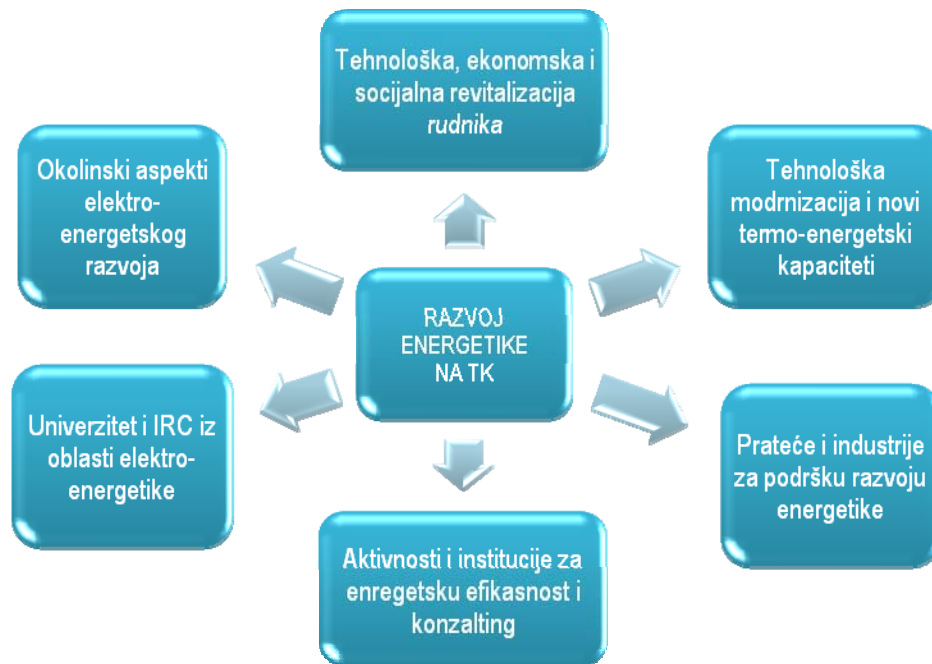 Tehnološka, ekonomska i
socijalna revitalizacija
rudnika
Okolinski aspekti
elektro-
energetskog
razvoja
Tehnološka
modrnizacija i novi
termo-energetski
kapaciteti
RAZVOJ
ENERGETIKE
NA TK
Univerzitet i IRC iz
oblasti elektro-
energetike
Prateće i industrije
za podršku razvoju
energetike
Aktivnosti i institucije za
enregetsku efikasnost i
konzalting